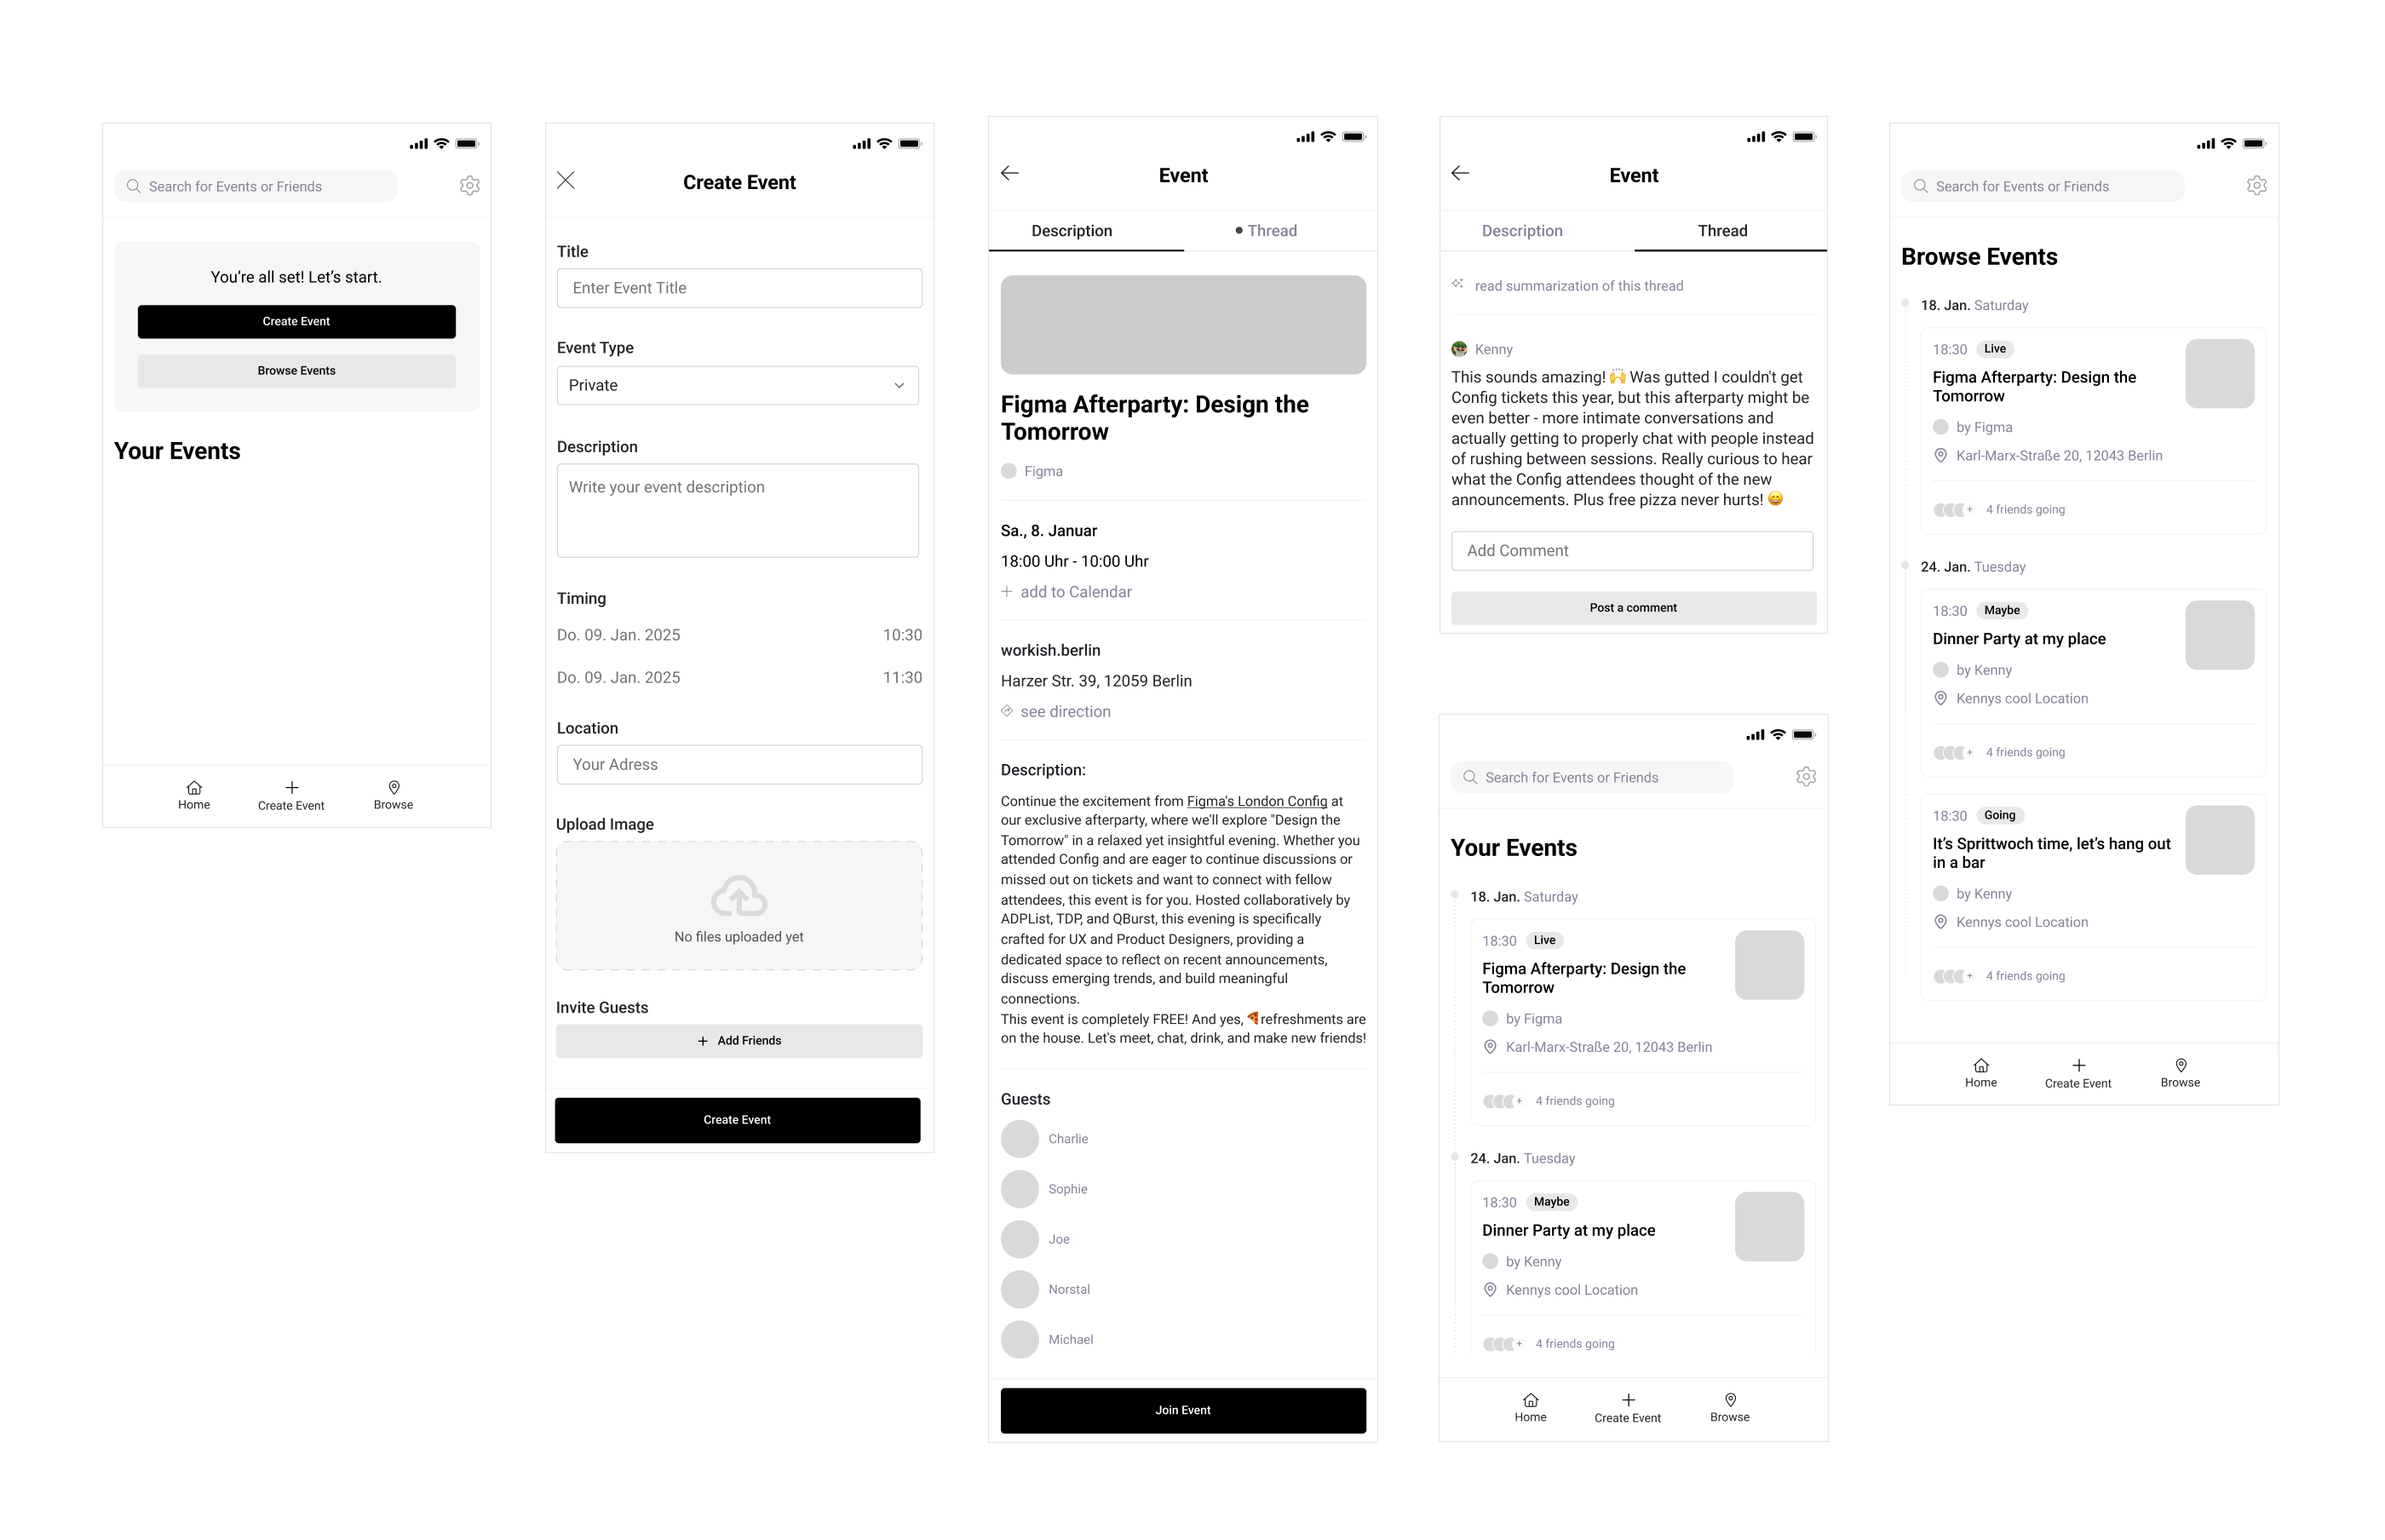 Search for Events or Friends
You're all set! Let's start.
Create Event
Browse Events
Your Events
Home
Create Event
Browse
Create Event
Title
Enter Event Title
Event Type
Private
Description
Write your event description
Timing
Do. 09. Jan. 2025 10:30
Do. 09. Jan. 2025 11:30
Location
Your Adress
Upload Image
No files uploaded yet
Invite Guests
+ Add Friends
Create Event
Event
Description
Thread
Figma Afterparty: Design the
Tomorrow
Figma
Sa., 8. Januar
18:00 Uhr - 10:00 Uhr
+ add to Calendar
workish.berlin
Harzer Str. 39, 12059 Berlin
see direction
Description:
Continue the excitement from Figma's London Config at
our exclusive afterparty, where we'll explore "Design the
Tomorrow" in a relaxed yet insightful evening. Whether you
attended Config and are eager to continue discussions or
missed out on tickets and want to connect with fellow
attendees, this event is for you. Hosted collaboratively by
ADPList, TDP, and QBurst, this evening is specifically
crafted for UX and Product Designers, providing a
dedicated space to reflect on recent announcements,
discuss emerging trends, and build meaningful
connections.
This event is completely FREE! And yes, 🍕refreshments are
on the house. Let's meet, chat, drink, and make new friends!
Guests
Charlie
Sophie
Joe
Norstal
Michael
Join Event
Event
Description
Thread
read summarization of this thread
Kenny
This sounds amazing! 🙌 Was gutted I couldn't get
Config tickets this year, but this afterparty might be
even better - more intimate conversations and
actually getting to properly chat with people instead
of rushing between sessions. Really curious to hear
what the Config attendees thought of the new
announcements. Plus free pizza never hurts! 😄
Add Comment
Post a comment
Search for Events or Friends
Your Events
18. Jan. Saturday
18:30 Live
Figma Afterparty: Design the
Tomorrow
by Figma
Karl-Marx-Straße 20, 12043 Berlin
+ 4 friends going
24. Jan. Tuesday
18:30 Maybe
Dinner Party at my place
by Kenny
Kennys cool Location
+ 4 friends going
Home
Create Event
Browse
Search for Events or Friends
Browse Events
18. Jan. Saturday
18:30 Live
Figma Afterparty: Design the
Tomorrow
by Figma
Karl-Marx-Straße 20, 12043 Berlin
+ 4 friends going
24. Jan. Tuesday
18:30 Maybe
Dinner Party at my place
by Kenny
Kennys cool Location
+ 4 friends going
18:30 Going
It's Sprittwoch time, let's hang out
in a bar
by Kenny
Kennys cool Location
+ 4 friends going
Home
Create Event
Browse